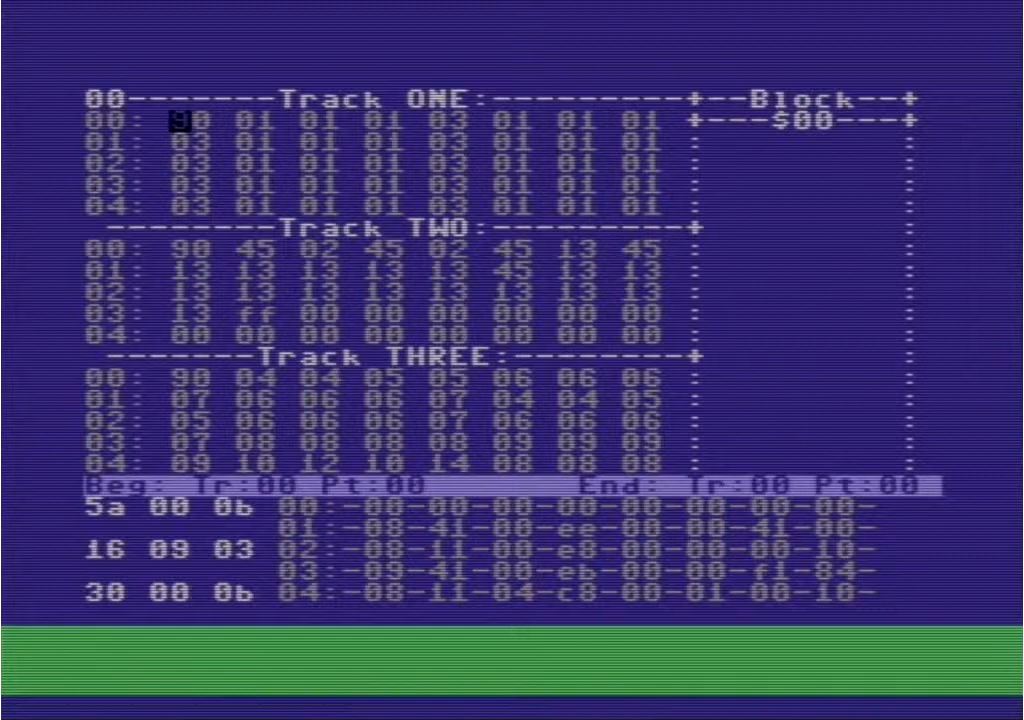 00-------Track ONE:---------+--Block--+
00: 90 01 01 01 03 01 01 01 +---$00---+
01: 03 01 01 01 03 01 01 01 : :
02: 03 01 01 01 03 01 01 01 : :
03: 03 01 01 01 03 01 01 01 : :
04: 03 01 01 01 03 01 01 01 : :
-------Track TWO:---------+ :
00: 90 45 02 45 02 45 13 45 : :
01: 13 13 13 13 13 45 13 13 : :
02: 13 13 13 13 13 13 13 13 : :
03: 13 ff 00 00 00 00 00 00 : :
04: 00 00 00 00 00 00 00 00 : :
-------Track THREE:--------+ :
00: 90 04 04 05 05 06 06 06 : :
01: 07 06 06 06 07 04 04 05 : :
02: 05 06 06 06 07 06 06 06 : :
03: 07 08 08 08 08 09 09 09 : :
04: 09 10 12 10 14 08 08 08 : :
Beg: Tr:00 Pt:00 End: Tr:00 Pt:00
5a 00 0b 00:-00-00-00-00-00-00-00-00-
01:-08-41-00-ee-00-00-41-00-
16 09 03 02:-08-11-00-e8-00-00-00-10-
03:-09-41-00-eb-00-00-f1-84-
30 00 0b 04:-08-11-04-c8-00-01-00-10-